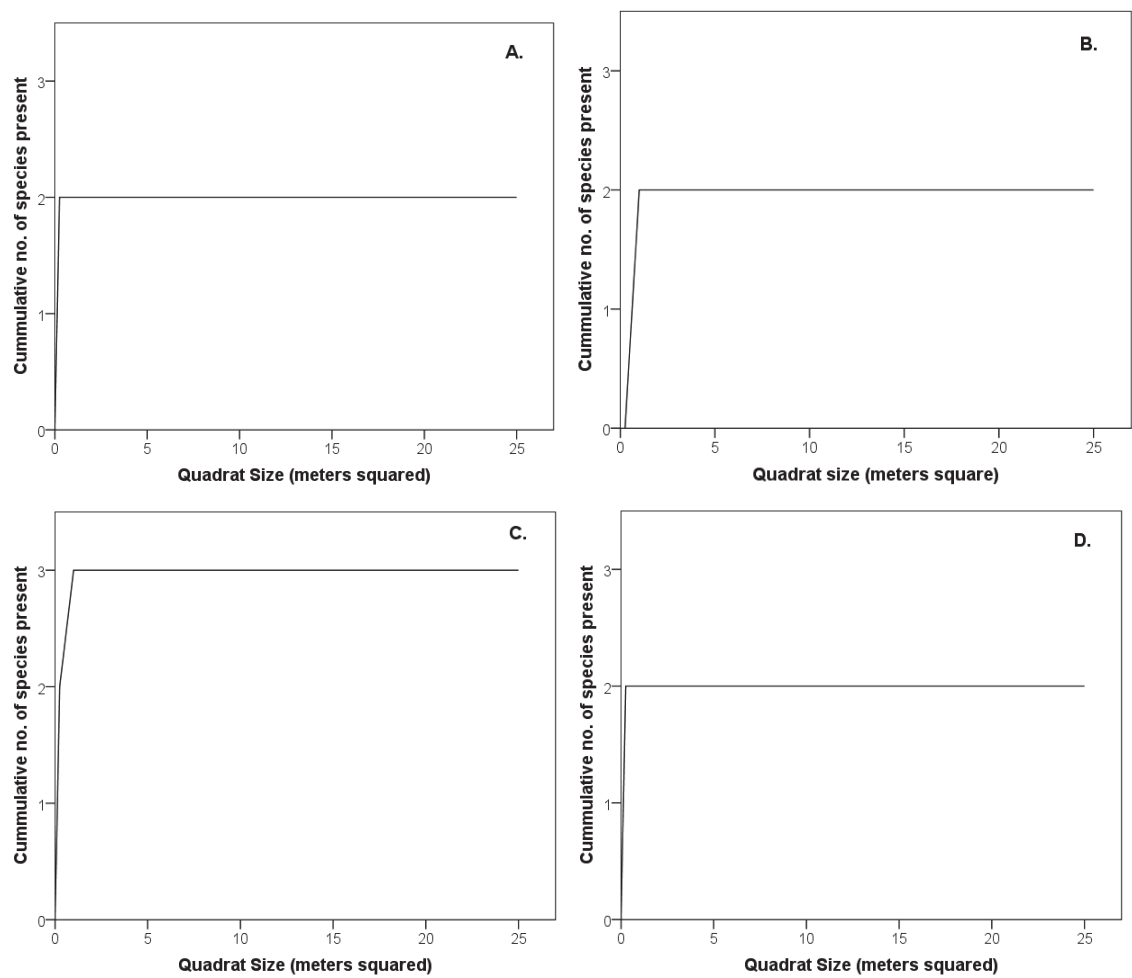 A.
Cummulative no. of species present
3
2
1
0
0 5 10 15 20 25
Quadrat Size (meters squared)
B.
Cummulative no. of species present
3
2
1
0
0 5 10 15 20 25
Quadrat size (meters square)
C.
Cummulative no. of species present
3
2
1
0
0 5 10 15 20 25
Quadrat Size (meters squared)
D.
Cummulative no. of species present
3
2
1
0
0 5 10 15 20 25
Quadrat Size (meters squared)